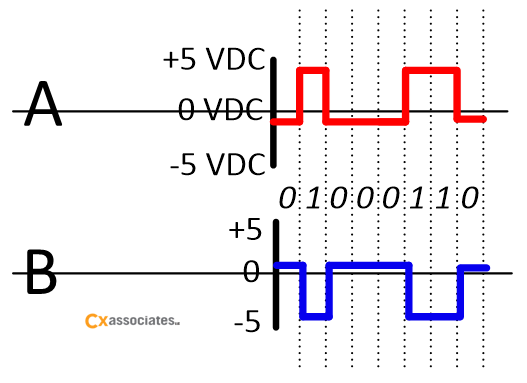 +5 VDC
A
0 VDC
-5 VDC
0 1 0 0 0 1 1 0
+5
B
0
-5
Cxassociates